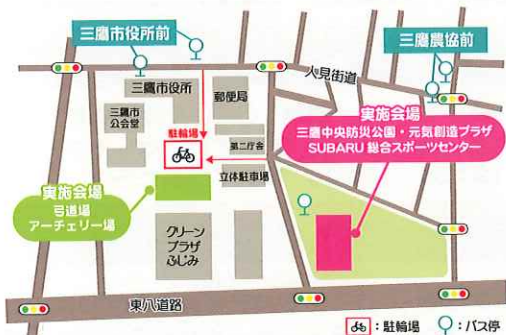 三鷹市役所前
三鷹農協前
人見街道
三鷹市役所
郵便局
三鷹市
公会堂
駐輪場
第二庁舎
立体駐車場
実施会場
三鷹中央防災公園・元気創造プラザ
SUBARU 総合スポーツセンター
実施会場
弓道場
アーチェリー場
グリーン
プラザ
ふじみ
東八道路
:駐輪場
:バス停